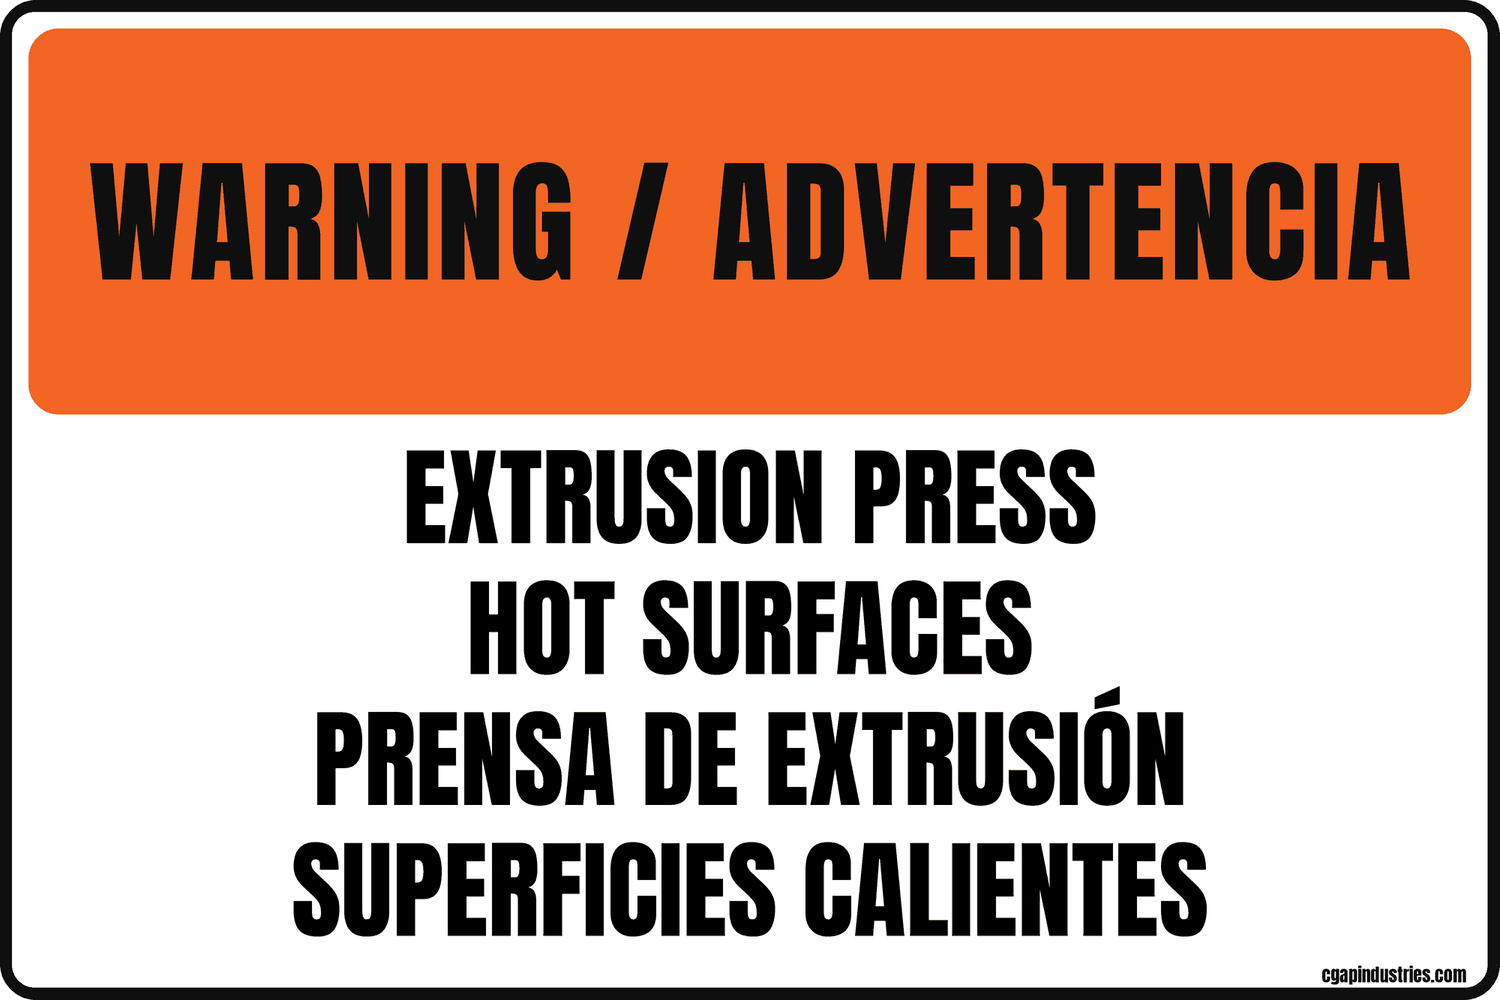 WARNING / ADVERTENCIA
EXTRUSION PRESS
HOT SURFACES
PRENSA DE EXTRUSIÓN
SUPERFICIES CALIENTES
cgapindustries.com